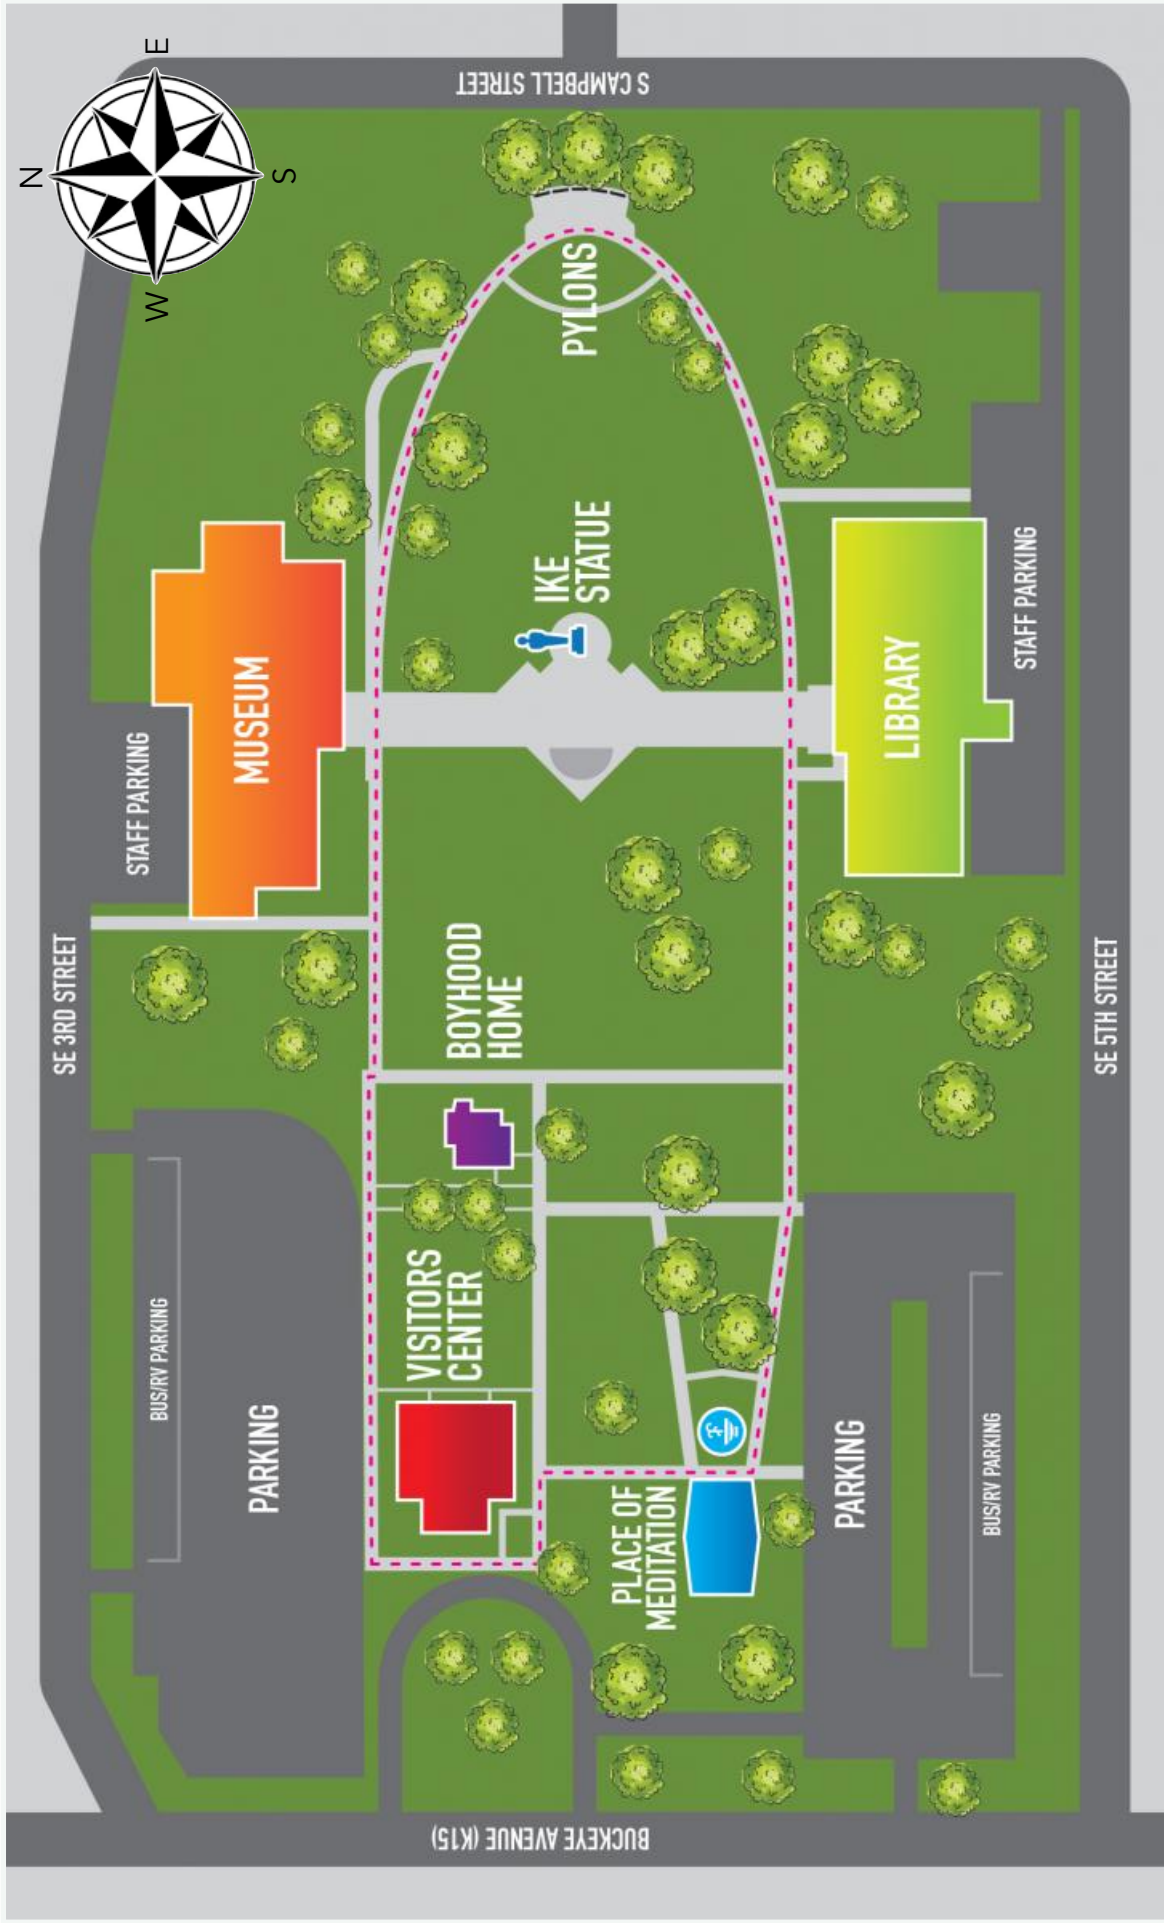 E
N
S
W
S CAMPBELL STREET
PYLONS
IKE
STATUE
MUSEUM
LIBRARY
STAFF PARKING
STAFF PARKING
SE 3RD STREET
BOYHOOD
HOME
SE 5TH STREET
VISITORS
CENTER
BUS/RV PARKING
PARKING
PLACE OF
MEDITATION
PARKING
BUS/RV PARKING
BUCKEYE AVENUE (K15)